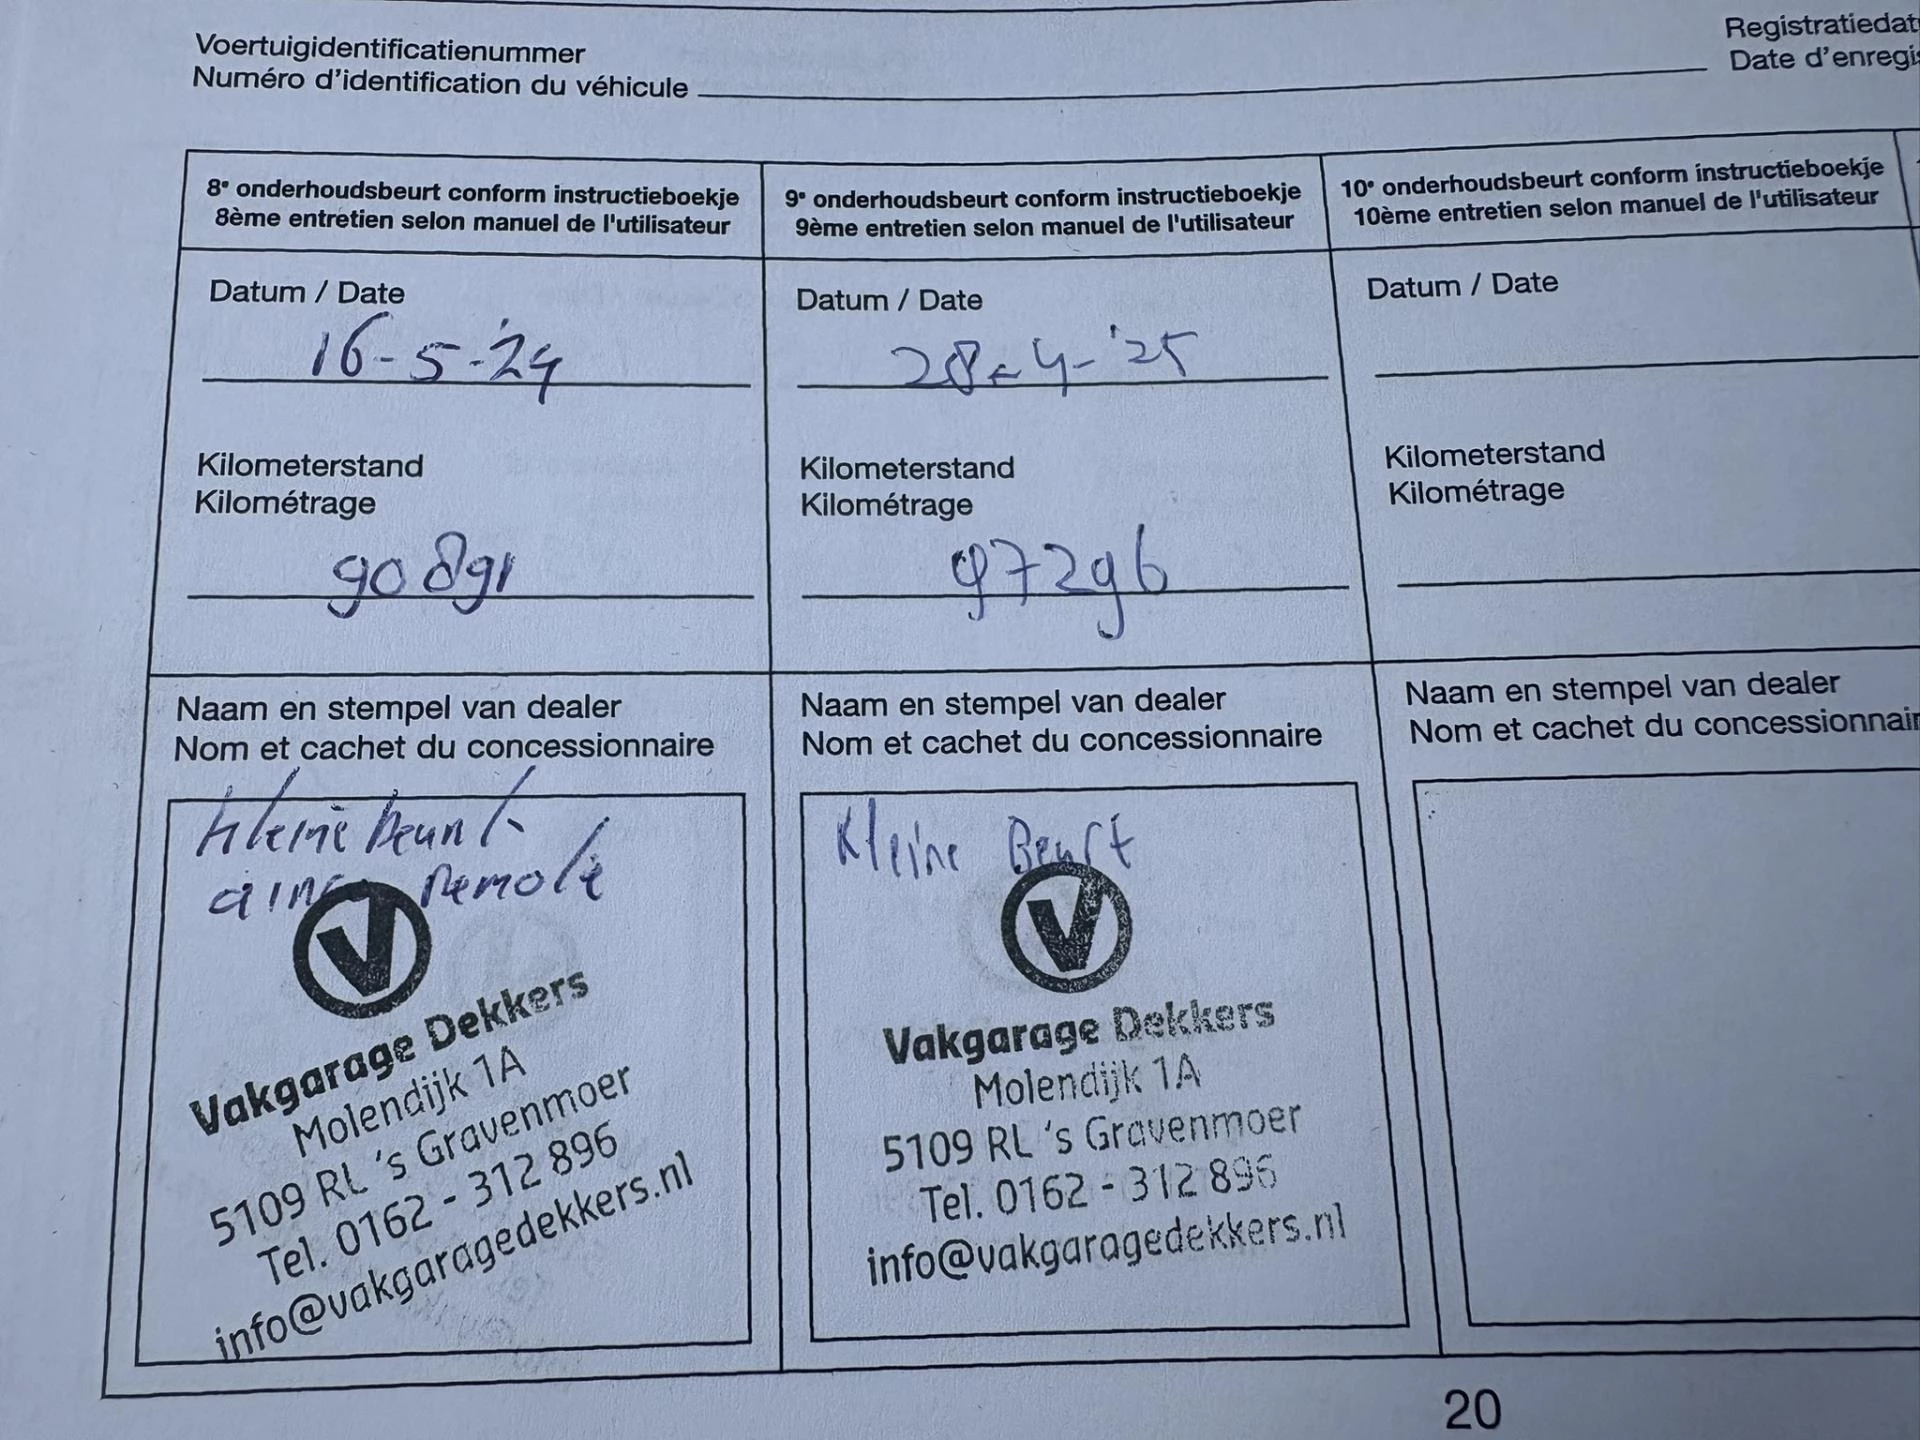 Voertuigidentificatienummer
Numéro d'identification du véhicule
Registratiedat
Date d'enregis
8e onderhoudsbeurt conform instructieboekje
8ème entretien selon manuel de l'utilisateur
Datum / Date
16-5-'24
Kilometerstand
Kilométrage
90891
Naam en stempel van dealer
Nom et cachet du concessionnaire
Kleine beurt
airco remote
V
Vakgarage Dekkers
Molendijk 1A
5109 RL 's Gravenmoer
Tel. 0162 - 312 896
info@vakgaragedekkers.nl
9e onderhoudsbeurt conform instructieboekje
9ème entretien selon manuel de l'utilisateur
Datum / Date
28-4-'25
Kilometerstand
Kilométrage
97296
Naam en stempel van dealer
Nom et cachet du concessionnaire
Kleine Beurt
V
Vakgarage Dekkers
Molendijk 1A
5109 RL 's Gravenmoer
Tel. 0162 - 312 896
info@vakgaragedekkers.nl
10e onderhoudsbeurt conform instructieboekje
10ème entretien selon manuel de l'utilisateur
Datum / Date
Kilometerstand
Kilométrage
Naam en stempel van dealer
Nom et cachet du concessionnair
20